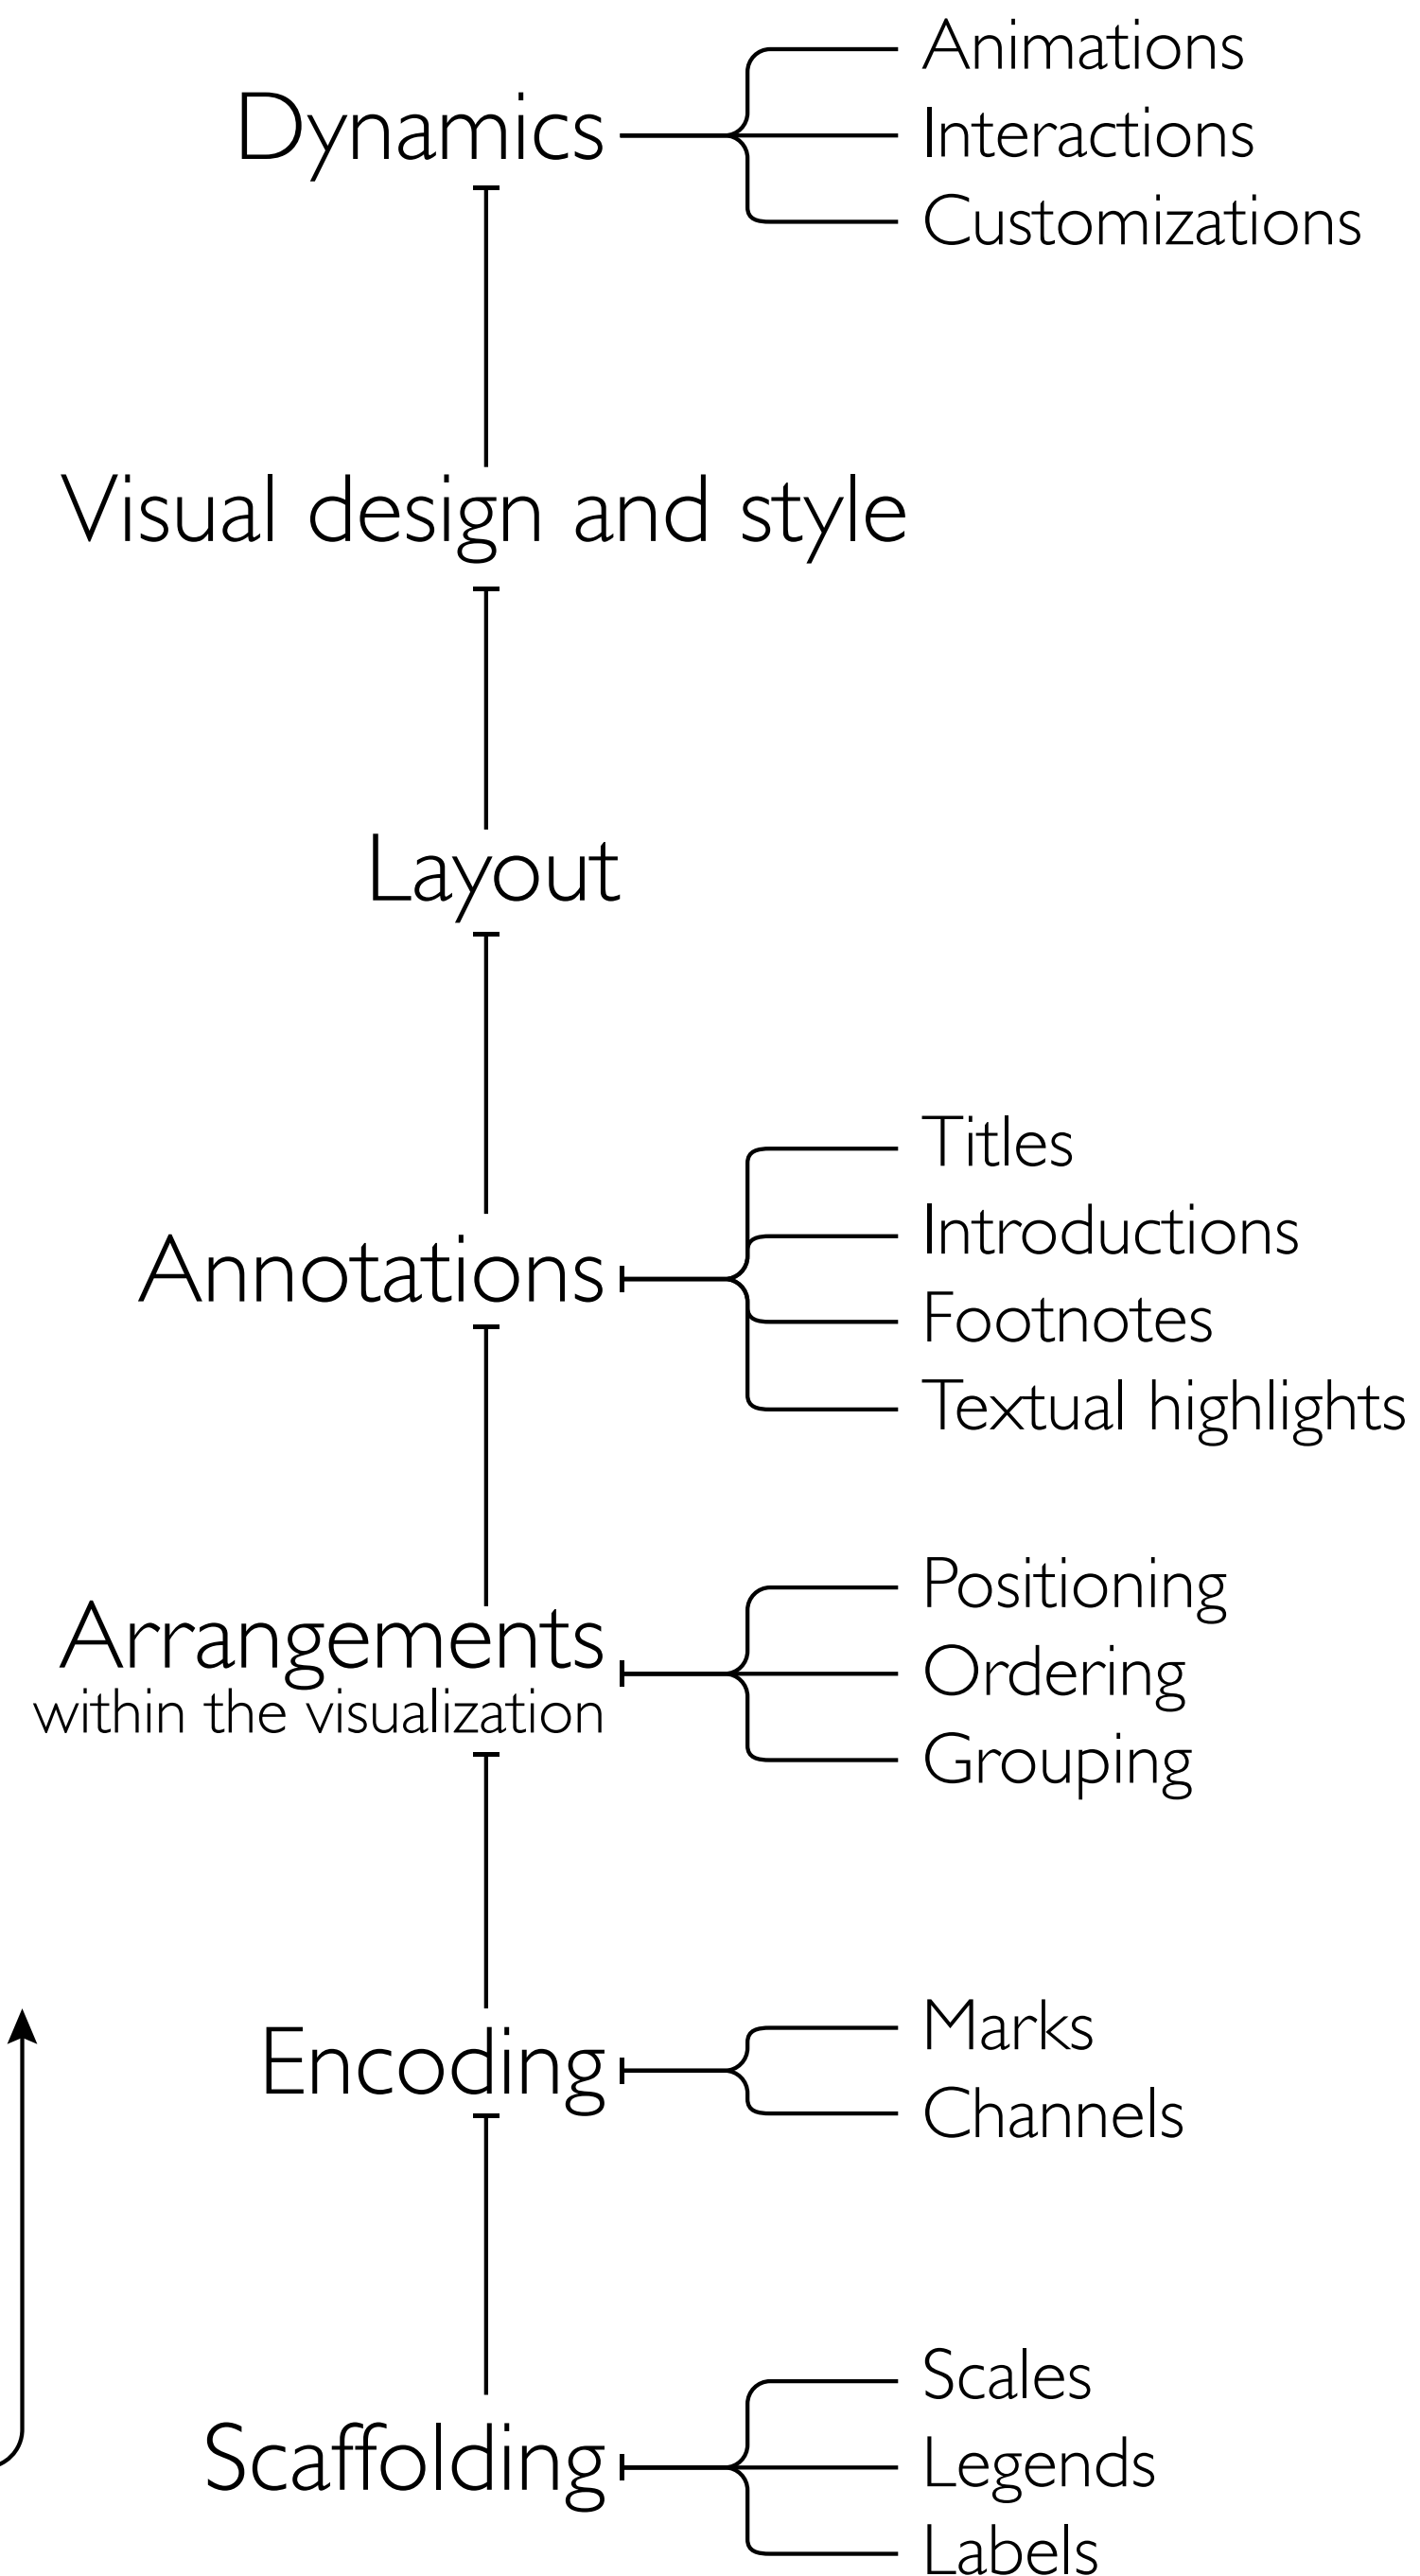 Dynamics
Animations
Interactions
Customizations
Visual design and style
Layout
Annotations
Titles
Introductions
Footnotes
Textual highlights
Arrangements
within the visualization
Positioning
Ordering
Grouping
Encoding
Marks
Channels
Scaffolding
Scales
Legends
Labels